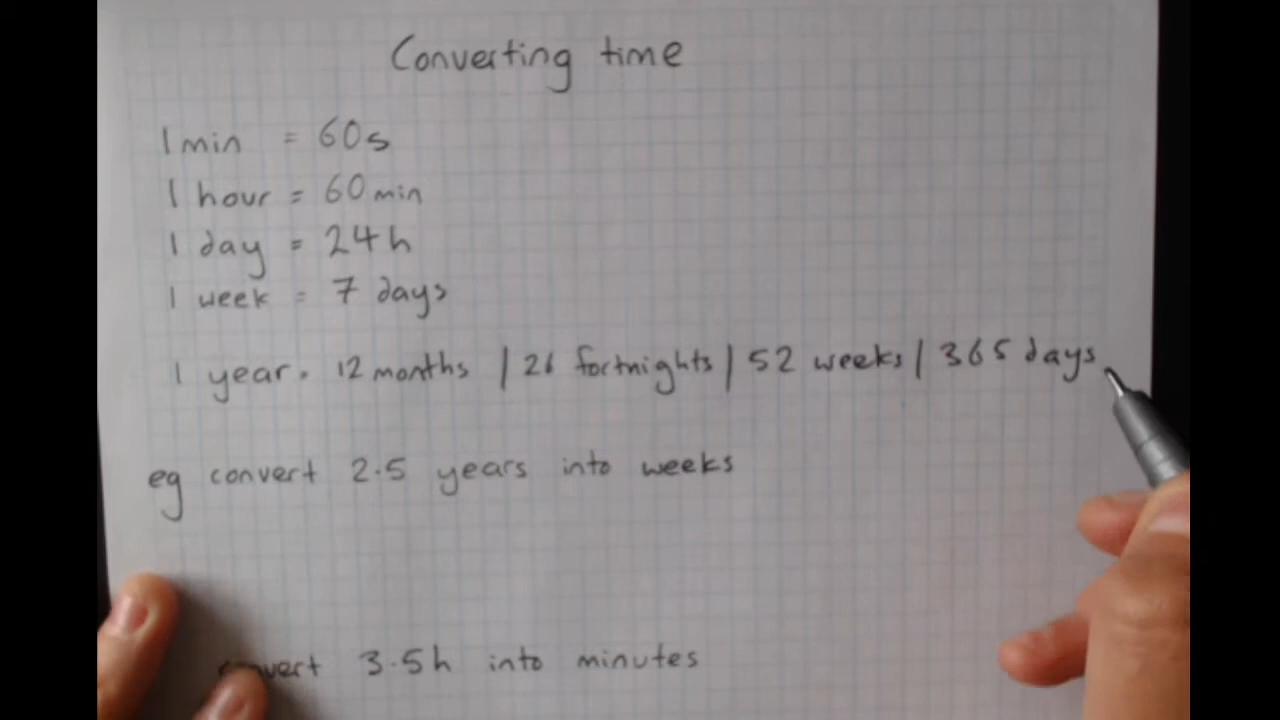 Converting time
1 min = 60s
1 hour = 60 min
1 day = 24h
1 week = 7 days
1 year = 12 months / 26 fortnights / 52 weeks / 365 days
eg convert 2.5 years into weeks
convert 3.5h into minutes